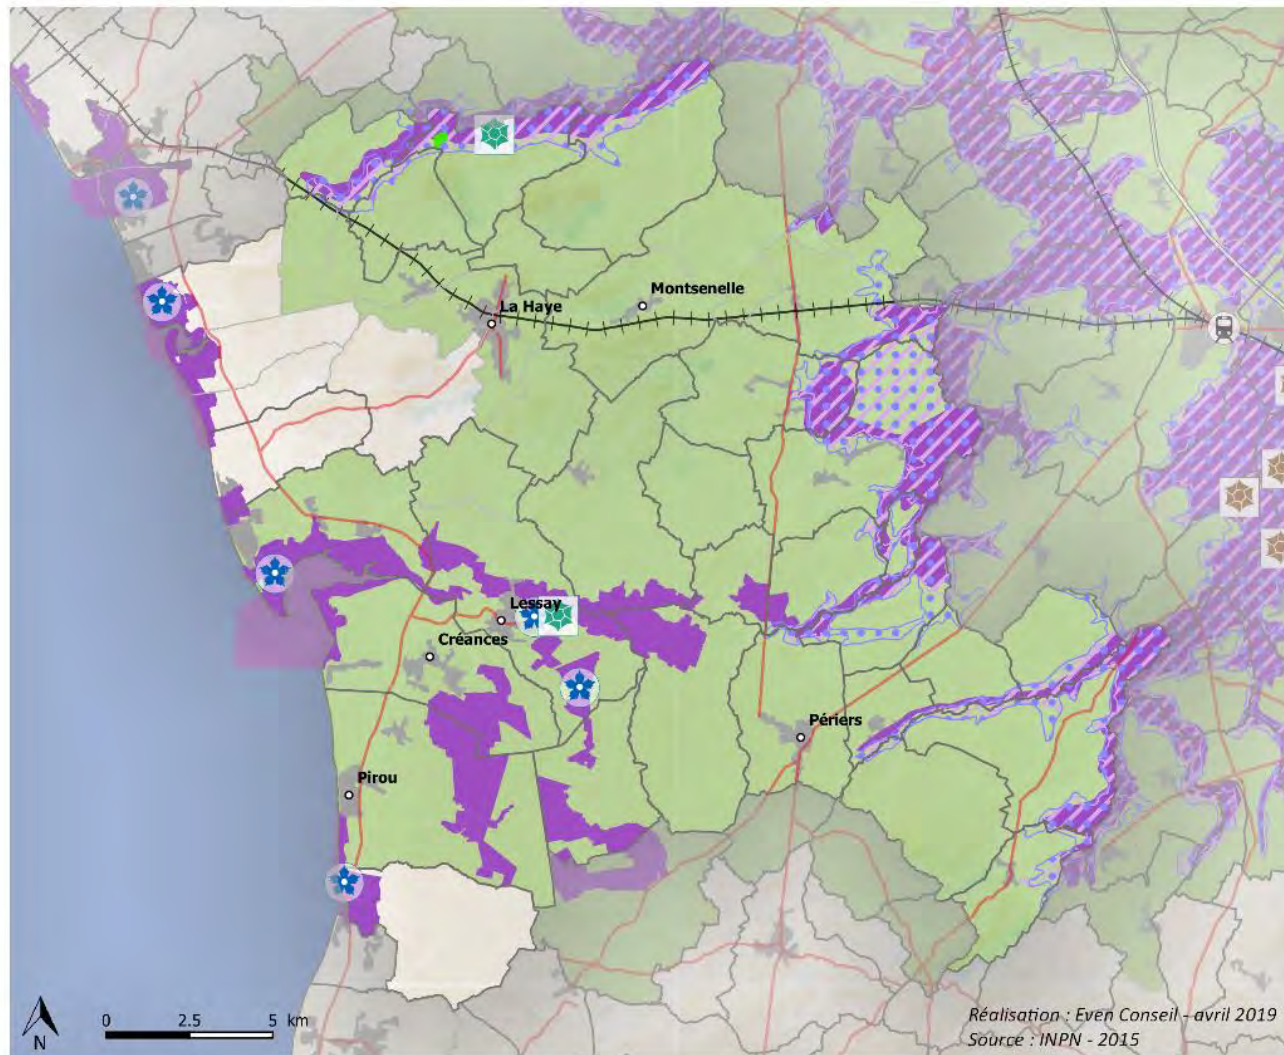 Montsenelle
La Haye
Lessay
Créances
Périers
Pirou
N
0 2.5 5 km
Réalisation : Even Conseil - avril 2019
Source : INPN - 2015